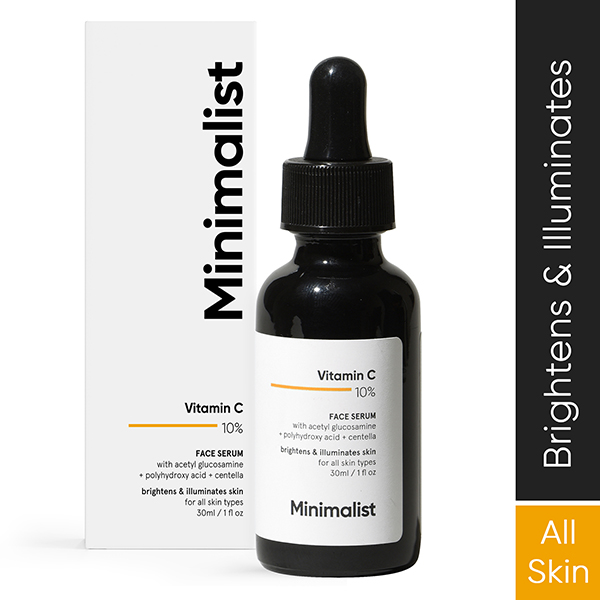 Minimalist
Vitamin C
10%
FACE SERUM
with acetyl glucosamine
+ polyhydroxy acid + centella
brightens & illuminates skin
for all skin types
30ml / 1 fl oz
Vitamin C
10%
FACE SERUM
with acetyl glucosamine
+ polyhydroxy acid + centella
brightens & illuminates skin
for all skin types
30ml / 1 fl oz
Minimalist
Brightens & Illuminates
All
Skin